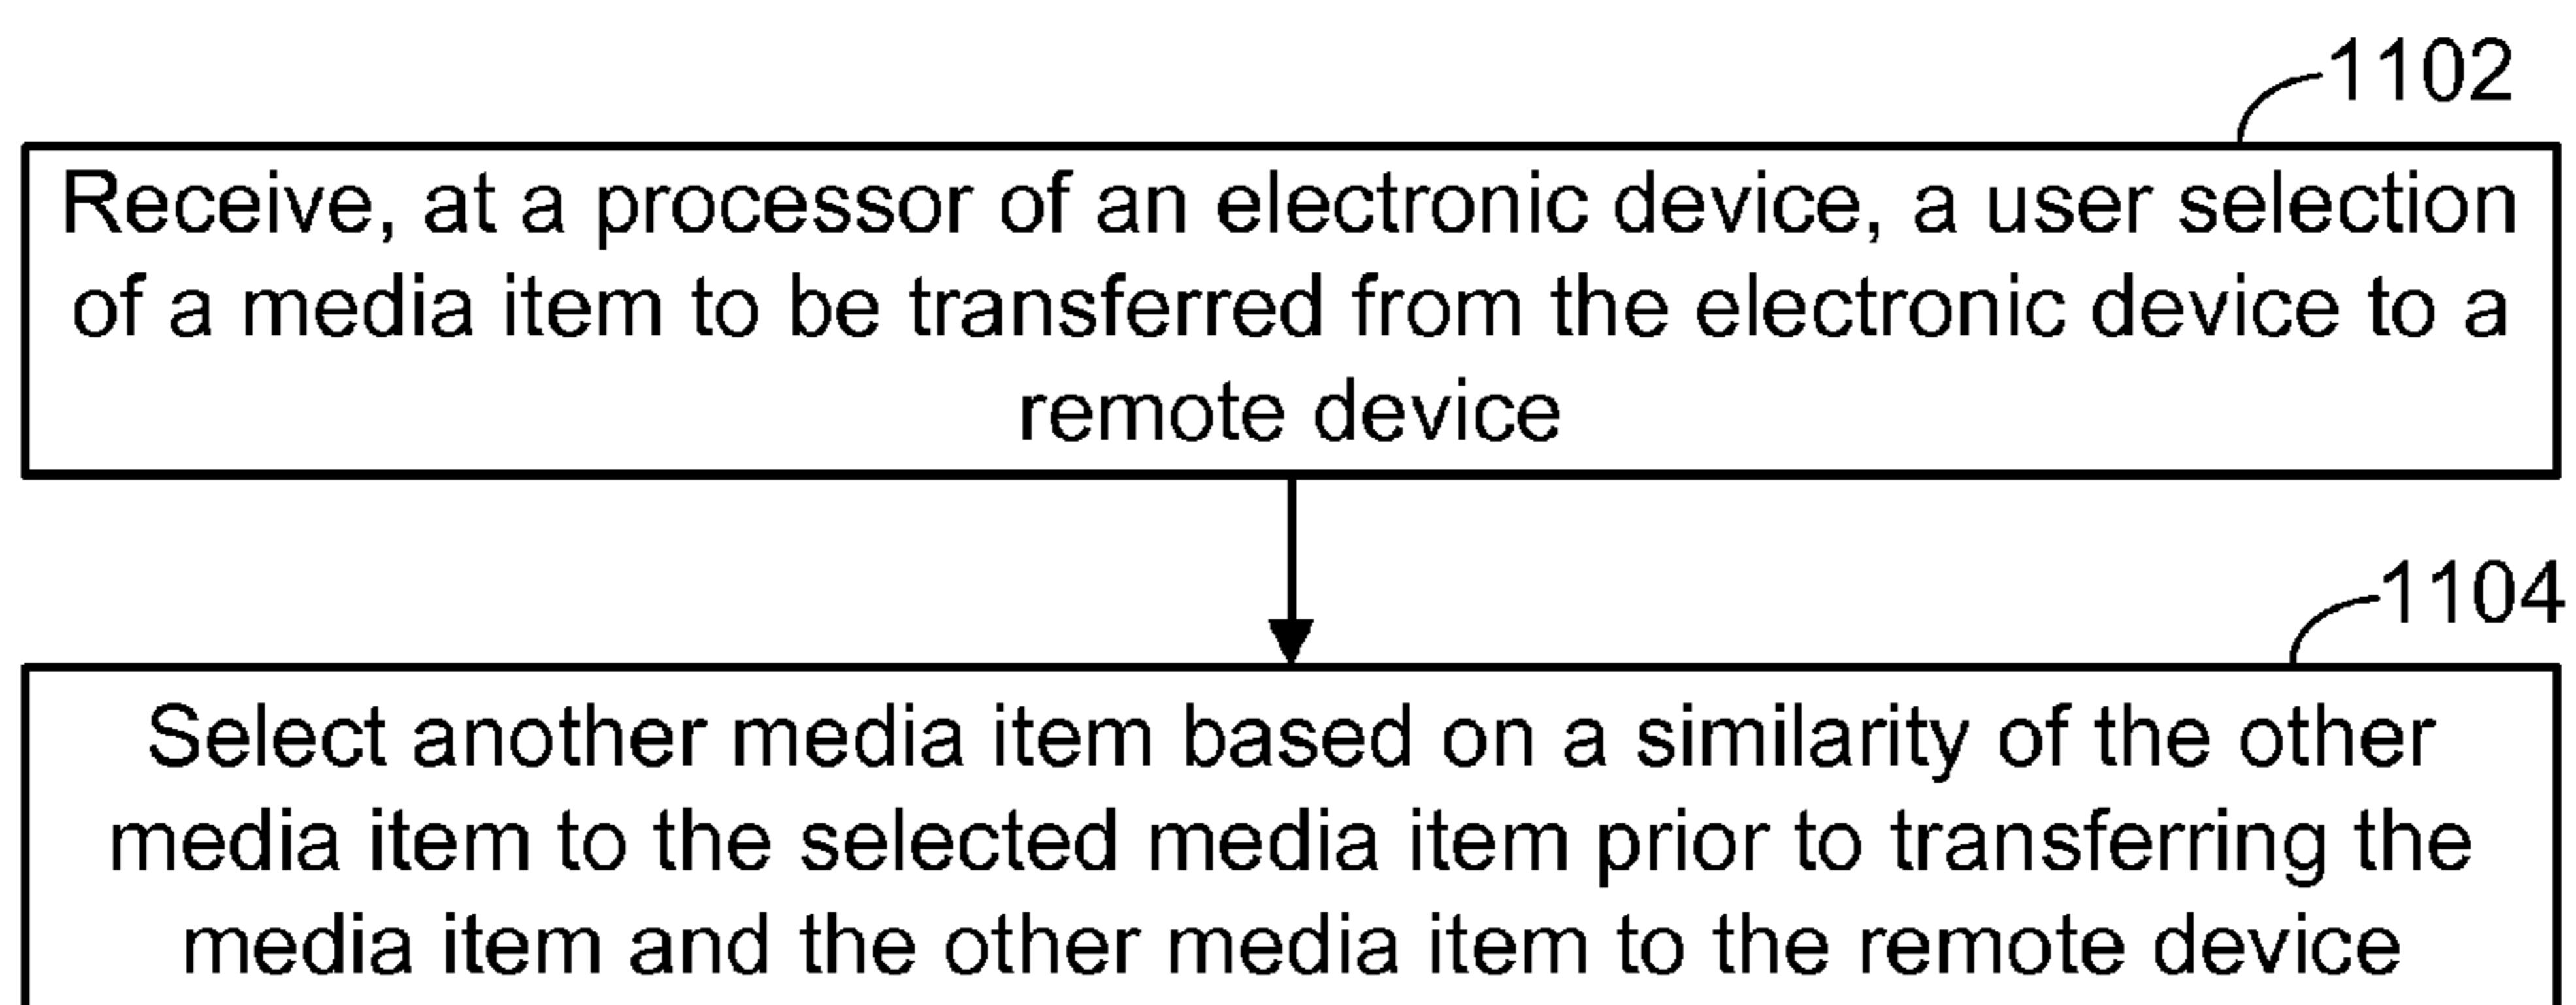 1102
Receive, at a processor of an electronic device, a user selection
of a media item to be transferred from the electronic device to a
remote device
1104
Select another media item based on a similarity of the other
media item to the selected media item prior to transferring the
media item and the other media item to the remote device